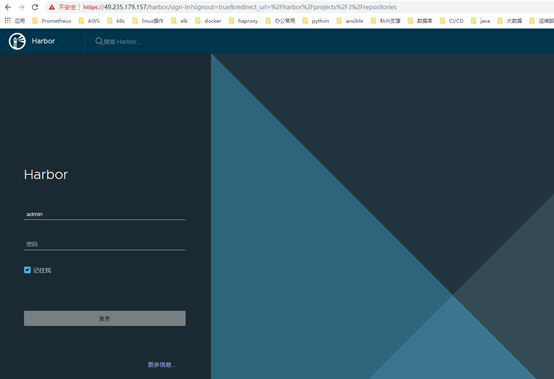 不安全 | https://49.235.179.157/harbor/sign-in?signout=true&redirect_url=%2Fharbor%2Fprojects%2F3%2Frepositories
应用 Prometheus AWS k8s linux操作 elk docker haproxy 办公常用 python ansible 科兴支撑 数据库 CI/CD java 大数据
Harbor 搜索 Harbor...
Harbor
admin
密码
记住我
登录
更多信息...